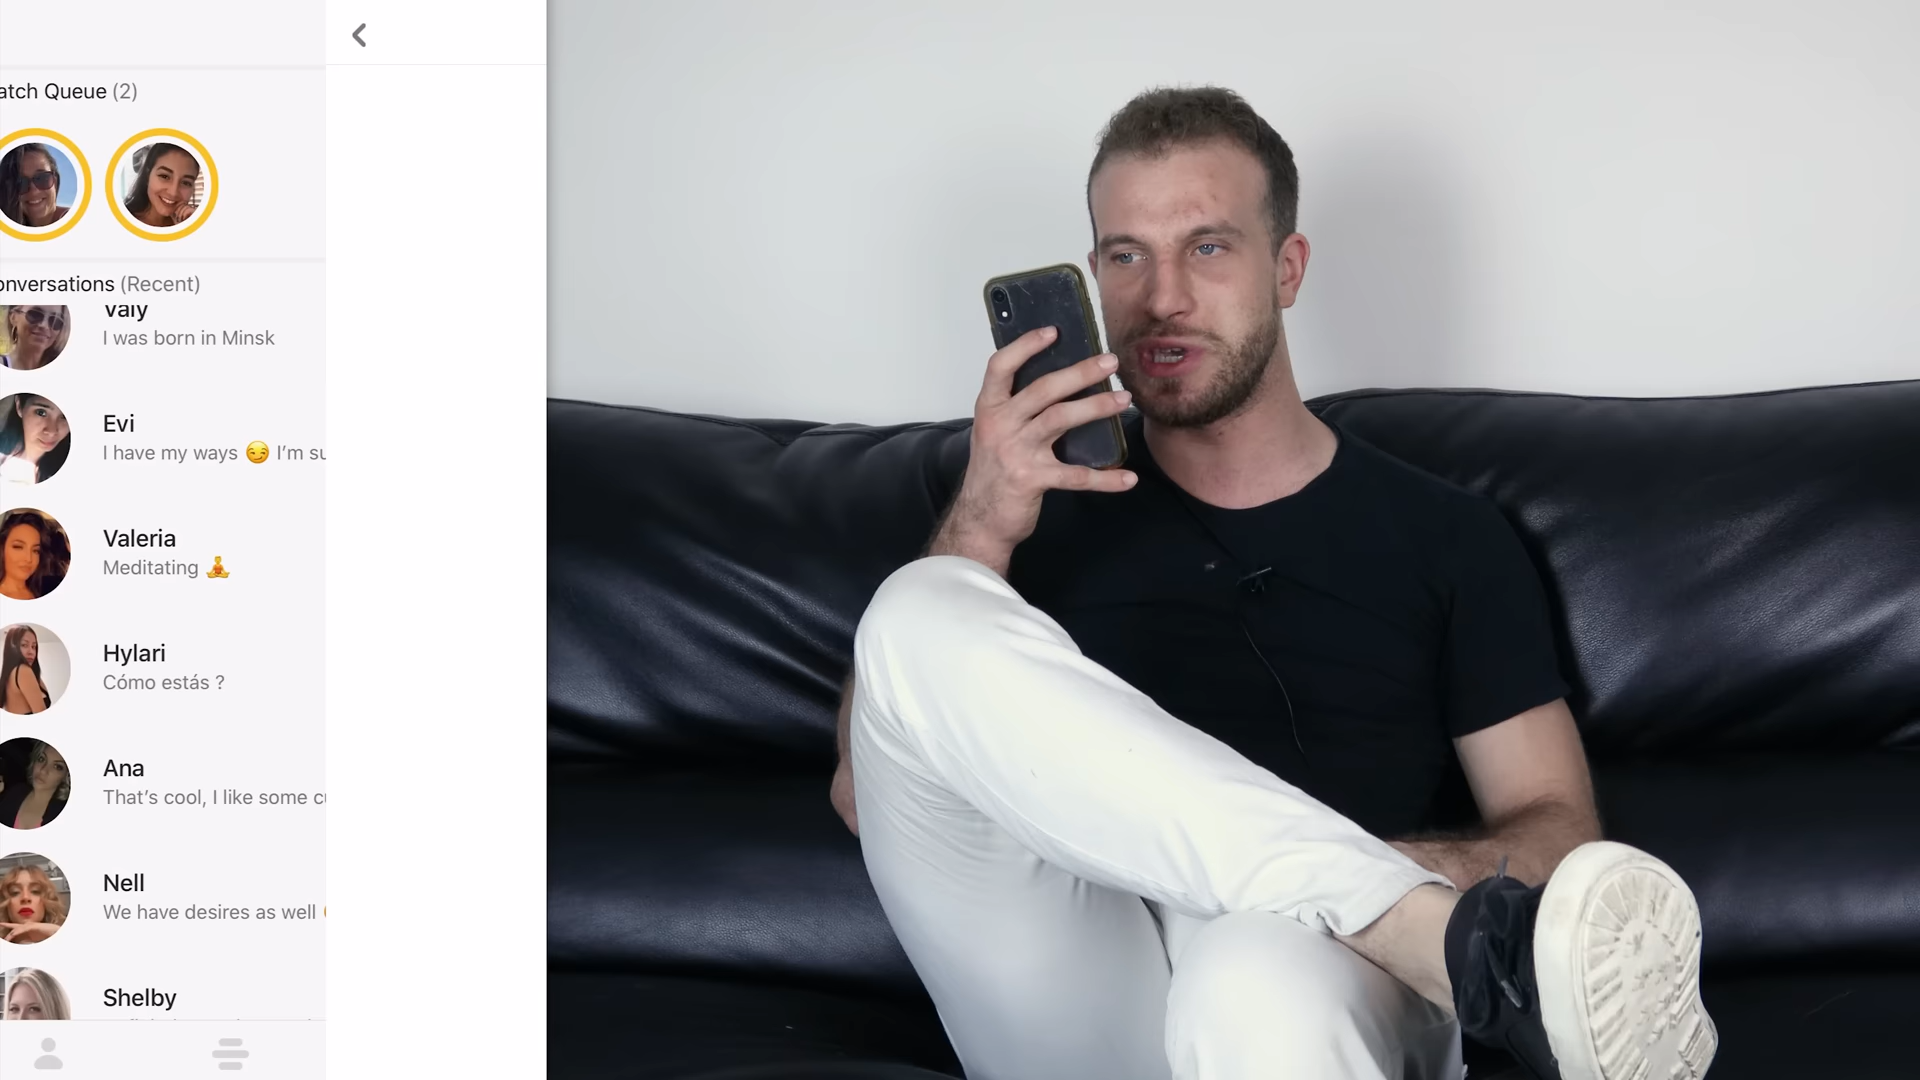 atch Queue (2)
onversations (Recent)
Valy
I was born in Minsk
Evi
I have my ways 😏 I’m su
Valeria
Meditating 🧘
Hylari
Cómo estás ?
Ana
That’s cool, I like some
Nell
We have desires as well
Shelby